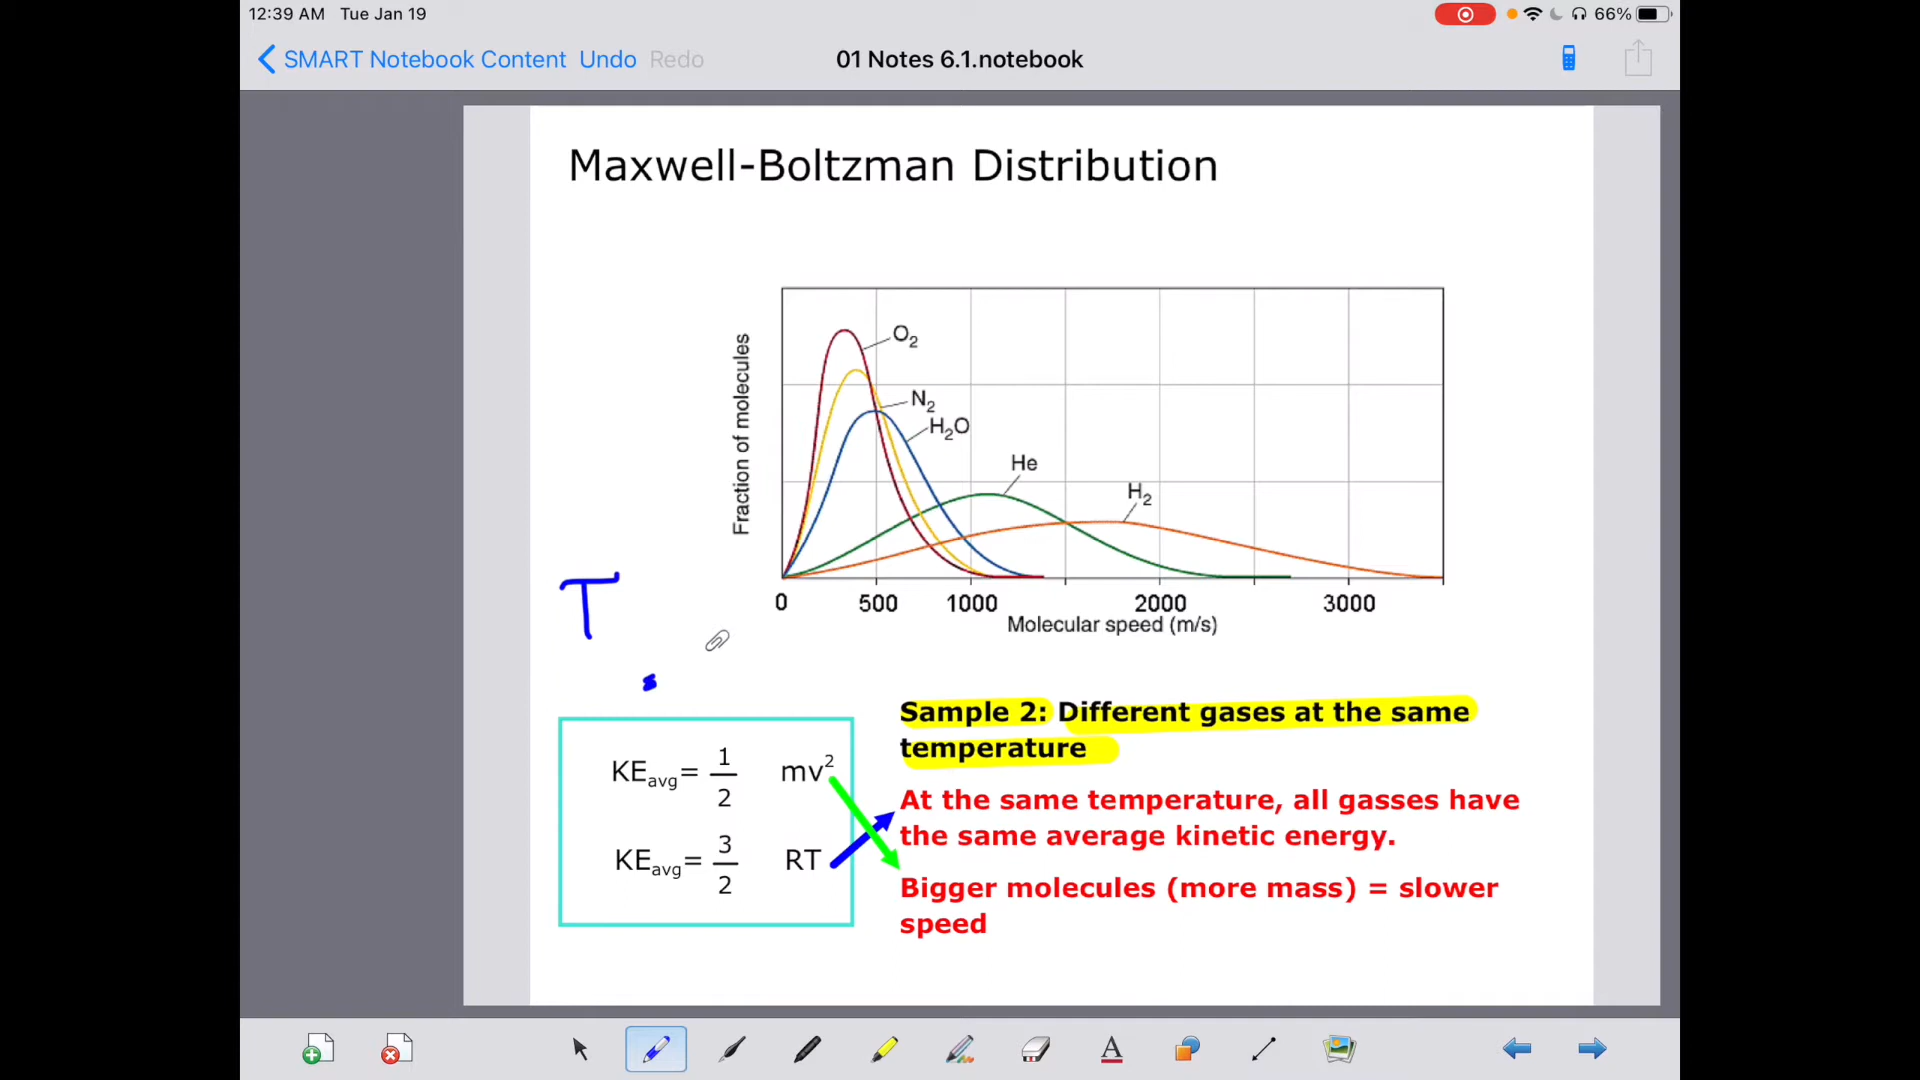 12:39 AM Tue Jan 19
66%
SMART Notebook Content Undo Redo
01 Notes 6.1.notebook
Maxwell-Boltzman Distribution
Fraction of molecules
O2
N2
H2O
He
H2
0 500 1000 2000 3000
Molecular speed (m/s)
T
Sample 2: Different gases at the same
temperature
KEavg= 1/2 mv²
KEavg= 3/2 RT
At the same temperature, all gasses have
the same average kinetic energy.
Bigger molecules (more mass) = slower
speed
A